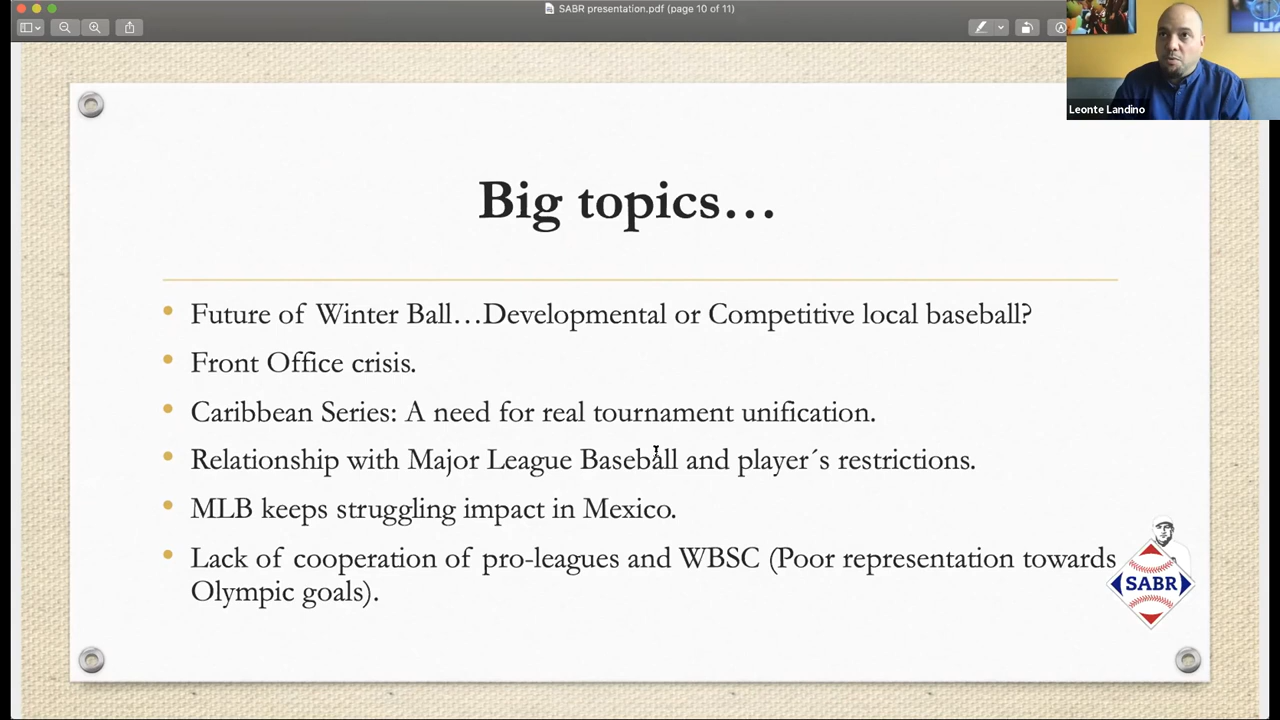 SABR presentation.pdf (page 10 of 11)
Leonte Landino
Big topics…
• Future of Winter Ball…Developmental or Competitive local baseball?
• Front Office crisis.
• Caribbean Series: A need for real tournament unification.
• Relationship with Major League Baseball and player´s restrictions.
• MLB keeps struggling impact in Mexico.
• Lack of cooperation of pro-leagues and WBSC (Poor representation towards
Olympic goals).
SABR